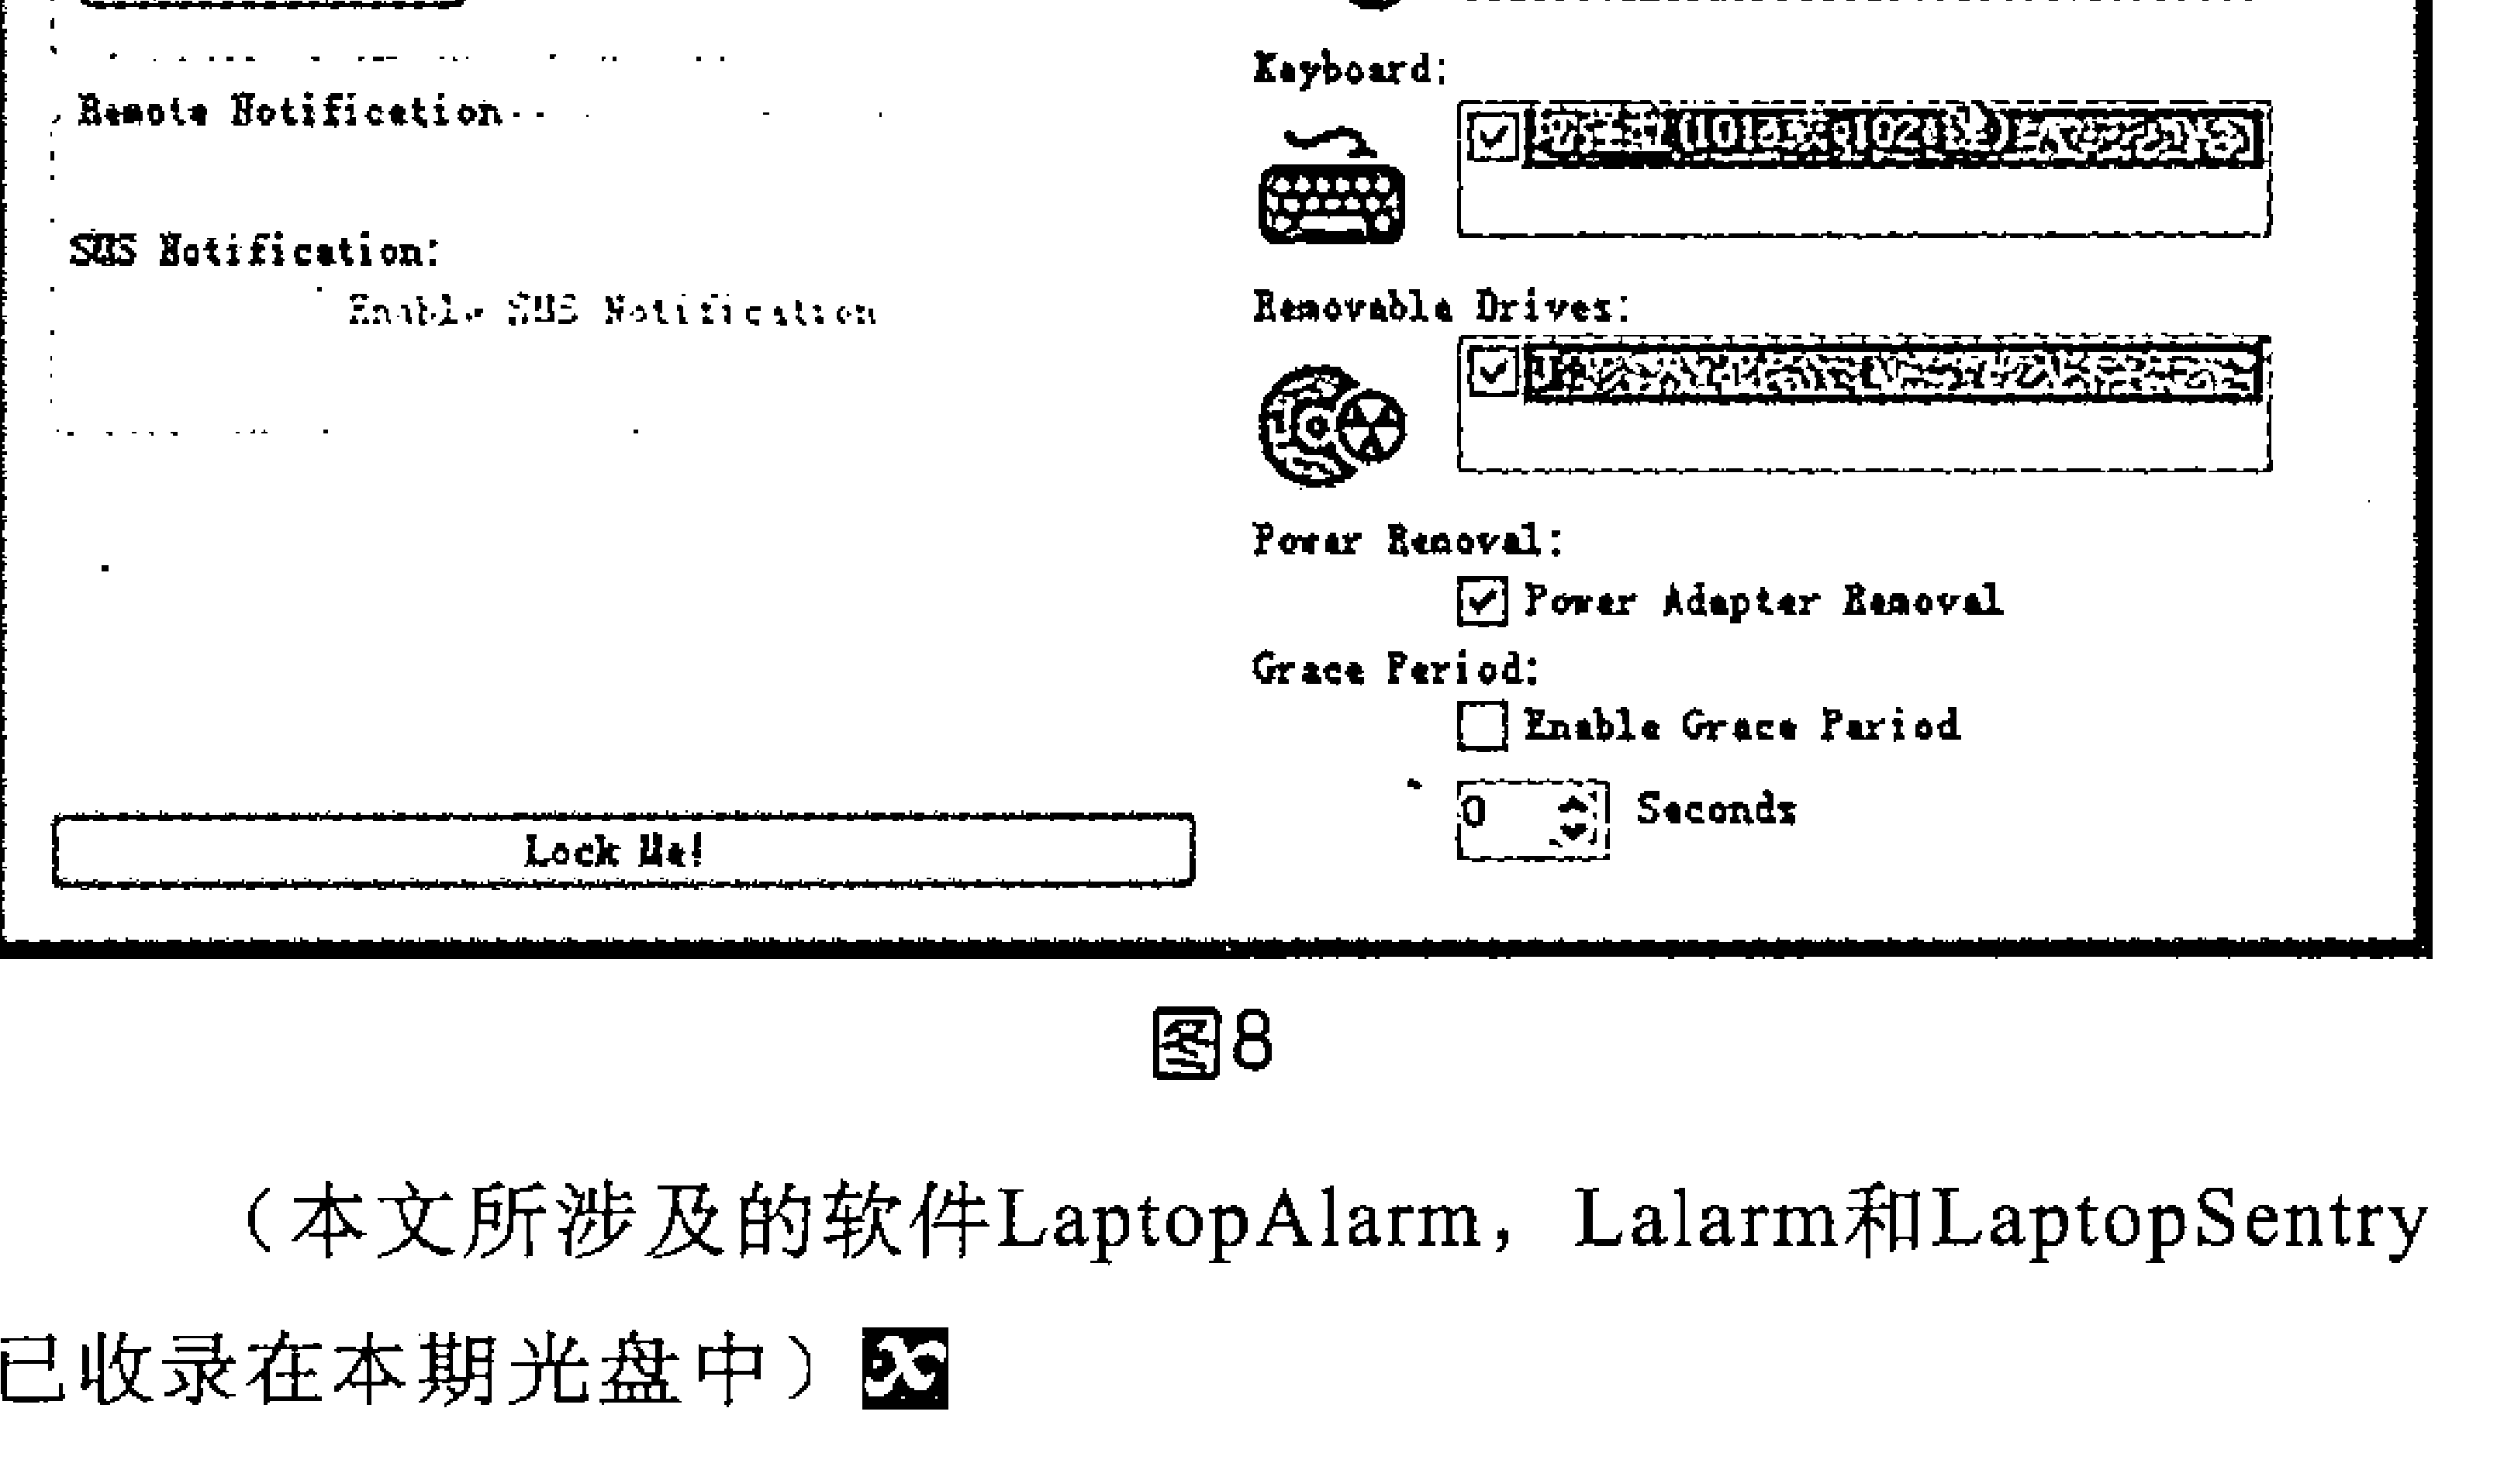 Remote Notification
SMS Notification:
Enable SMS Notification
Lock Me!
Keyboard:
Removable Drives:
Power Removal:
Power Adapter Removal
Grace Period:
Enable Grace Period
0 Seconds
图8
（本文所涉及的软件LaptopAlarm，Lalarm和LaptopSentry
已收录在本期光盘中）